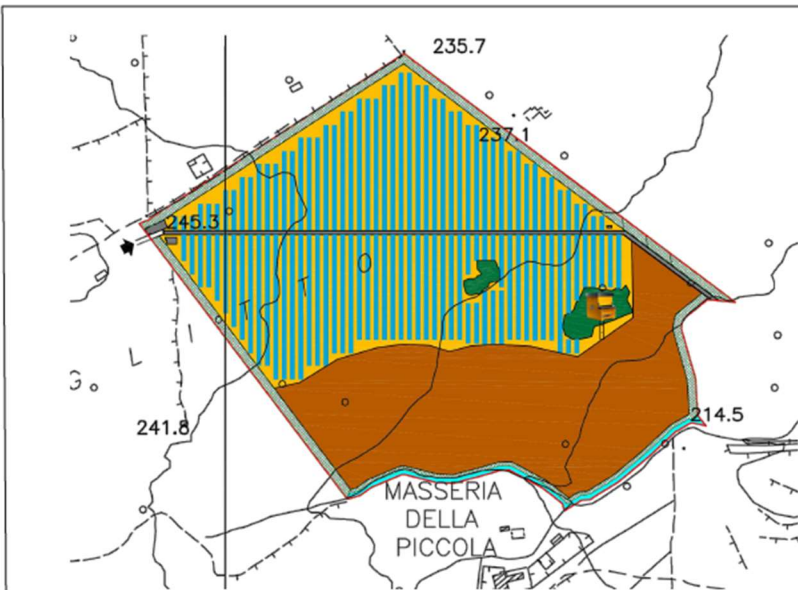 235.7
237.1
245.3
O
T
T
I
L
G
241.8
214.5
MASSERIA
DELLA
PICCOLA